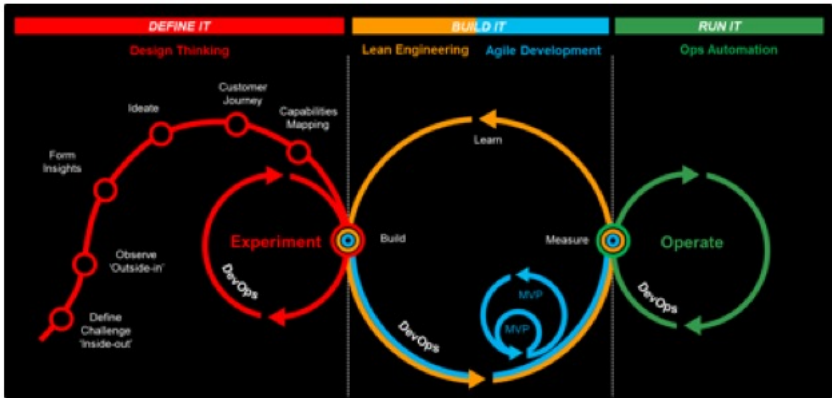 DEFINE IT
BUILD IT
RUN IT
Design Thinking
Lean Engineering
Agile Development
Ops Automation
Customer
Journey
Ideate
Capabilities
Mapping
Form
Insights
Learn
Experiment
Build
Measure
Operate
Observe
'Outside-in'
DevOps
MVP
MVP
DevOps
DevOps
Define
Challenge
'Inside-out'